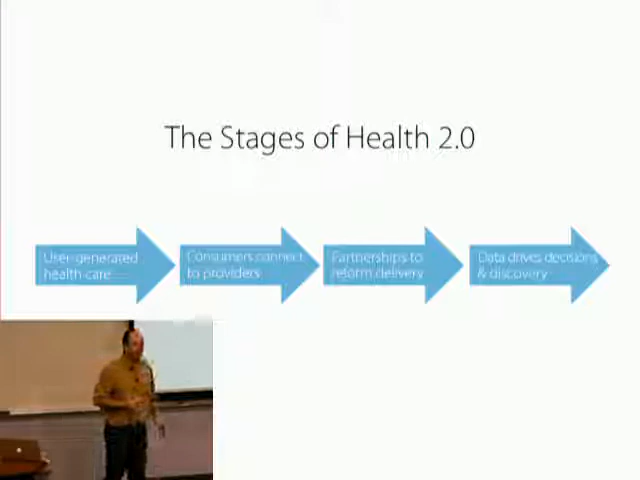 The Stages of Health 2.0
User-generated
health care
Consumers connect
to providers
Partnerships to
reform delivery
Data drives decisions
& discovery